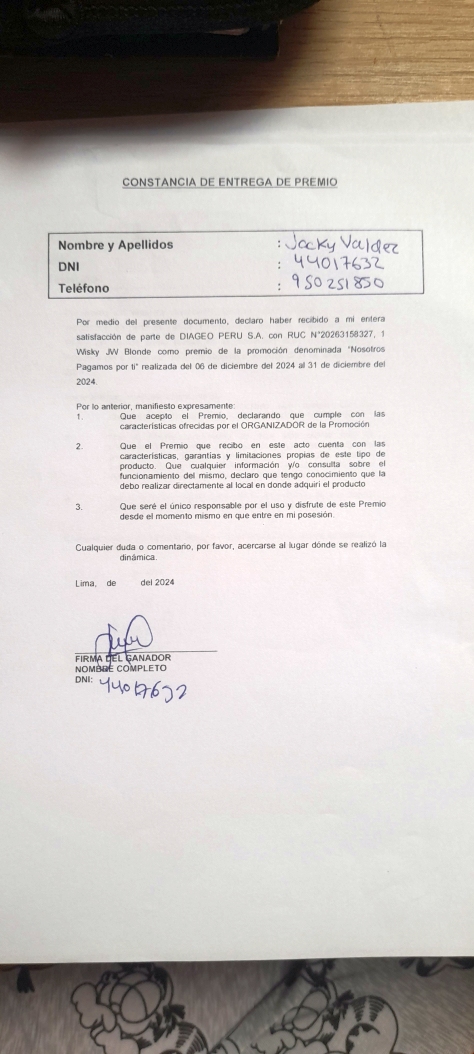 CONSTANCIA DE ENTREGA DE PREMIO
Nombre y Apellidos : Jacky Valdez
DNI : 44017632
Teléfono : 950251850
Por medio del presente documento, declaro haber recibido a mi entera
satisfacción de parte de DIAGEO PERU S.A. con RUC N°20263158327, 1
Wisky JW Blonde como premio de la promoción denominada "Nosotros
Pagamos por ti" realizada del 06 de diciembre del 2024 al 31 de diciembre del
2024.
Por lo anterior, manifiesto expresamente:
1. Que acepto el Premio, declarando que cumple con las
características ofrecidas por el ORGANIZADOR de la Promoción
2. Que el Premio que recibo en este acto cuenta con las
características, garantías y limitaciones propias de este tipo de
producto. Que cualquier información y/o consulta sobre el
funcionamiento del mismo, declaro que tengo conocimiento que la
debo realizar directamente al local en donde adquirí el producto
3. Que seré el único responsable por el uso y disfrute de este Premio
desde el momento mismo en que entre en mi posesión.
Cualquier duda o comentario, por favor, acercarse al lugar dónde se realizó la
dinámica.
Lima, de del 2024
FIRMA DEL GANADOR
NOMBRE COMPLETO
DNI: 44017632